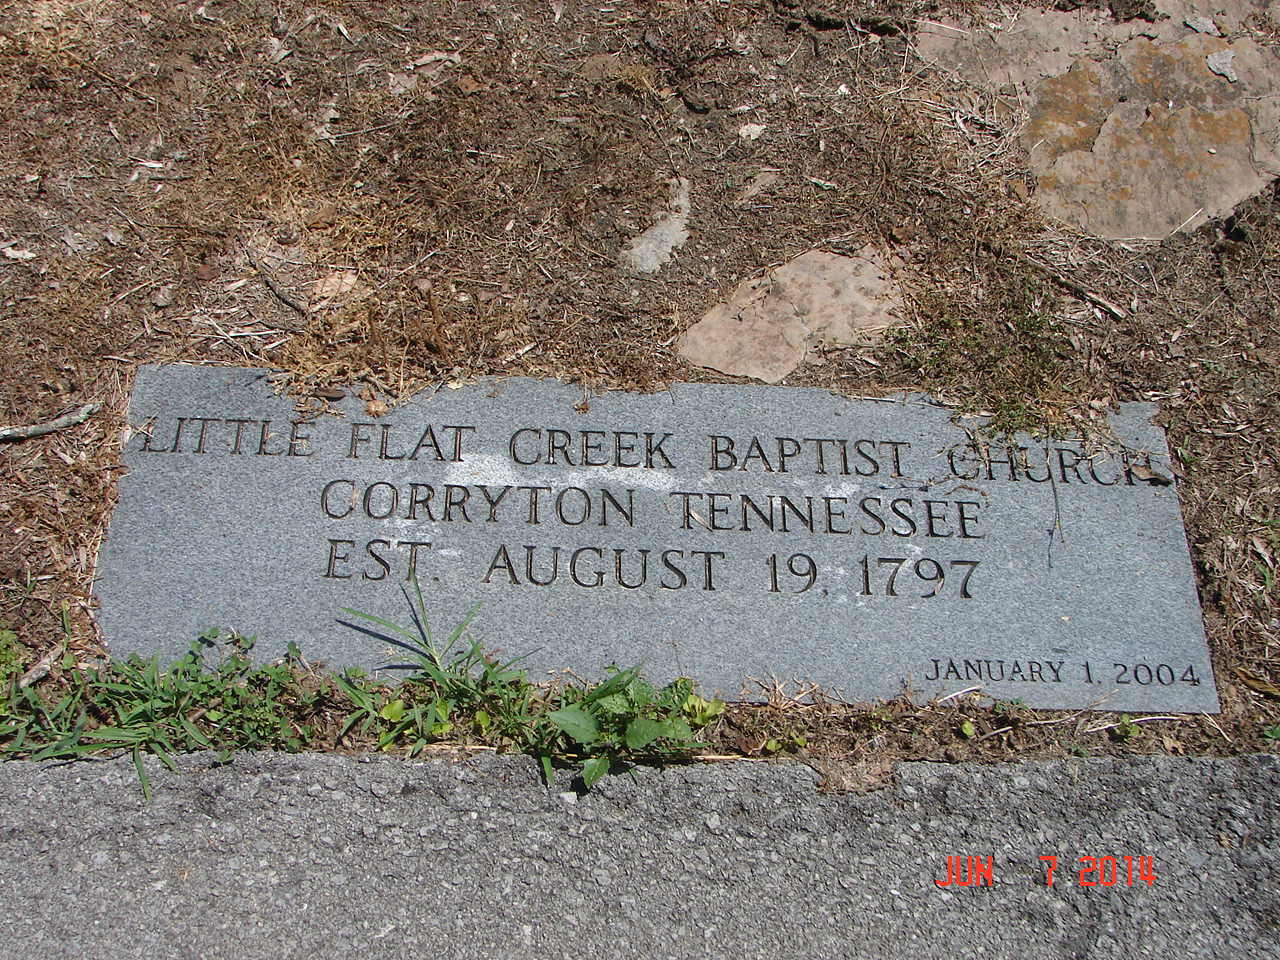 LITTLE FLAT CREEK BAPTIST CHURCH
CORRYTON TENNESSEE
EST. AUGUST 19, 1797
JANUARY 1, 2004
JUN 7 2014